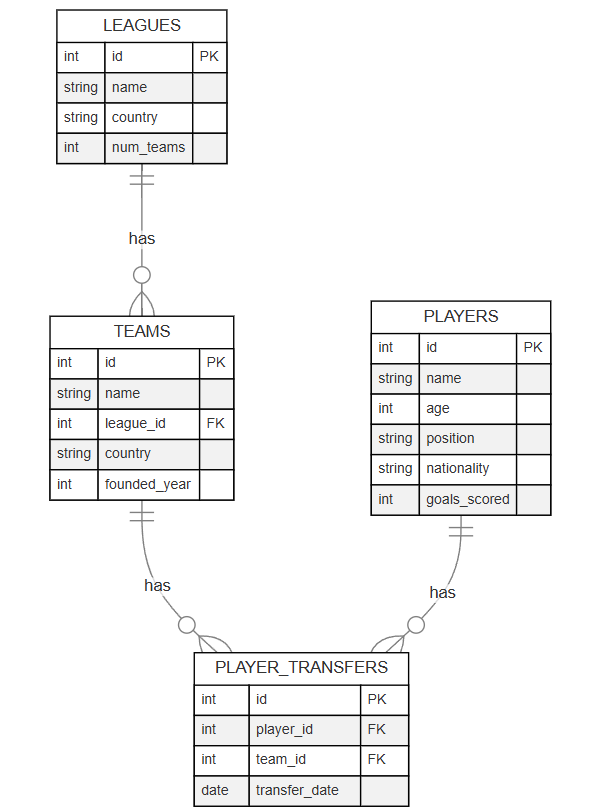 LEAGUES
int id PK
string name
string country
int num_teams
has
TEAMS
int id PK
string name
int league_id FK
string country
int founded_year
PLAYERS
int id PK
string name
int age
string position
string nationality
int goals_scored
has
has
PLAYER_TRANSFERS
int id PK
int player_id FK
int team_id FK
date transfer_date